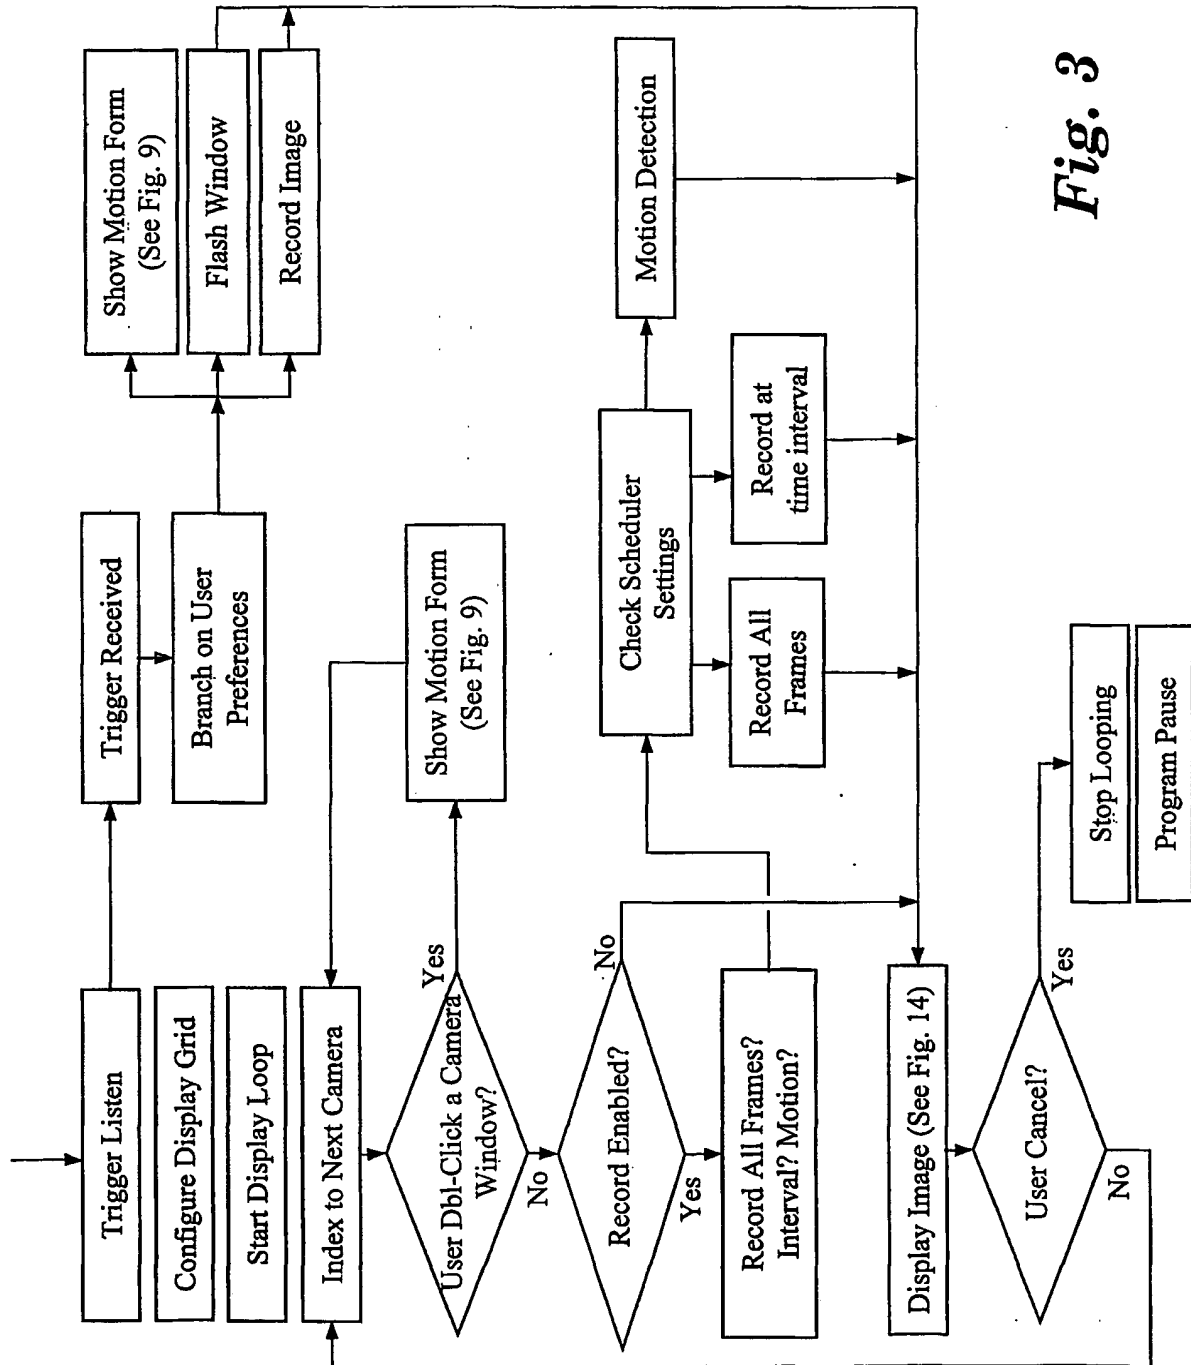 Trigger Listen
Configure Display Grid
Start Display Loop
Index to Next Camera
User Dbl-Click a Camera
Window?
Yes
No
Record Enabled?
No
Yes
Record All Frames?
Interval? Motion?
Display Image (See Fig. 14)
User Cancel?
Yes
No
Trigger Received
Branch on User
Preferences
Show Motion Form
(See Fig. 9)
Check Scheduler
Settings
Record All
Frames
Record at
time interval
Motion Detection
Stop Looping
Program Pause
Show Motion Form
(See Fig. 9)
Flash Window
Record Image
Fig. 3